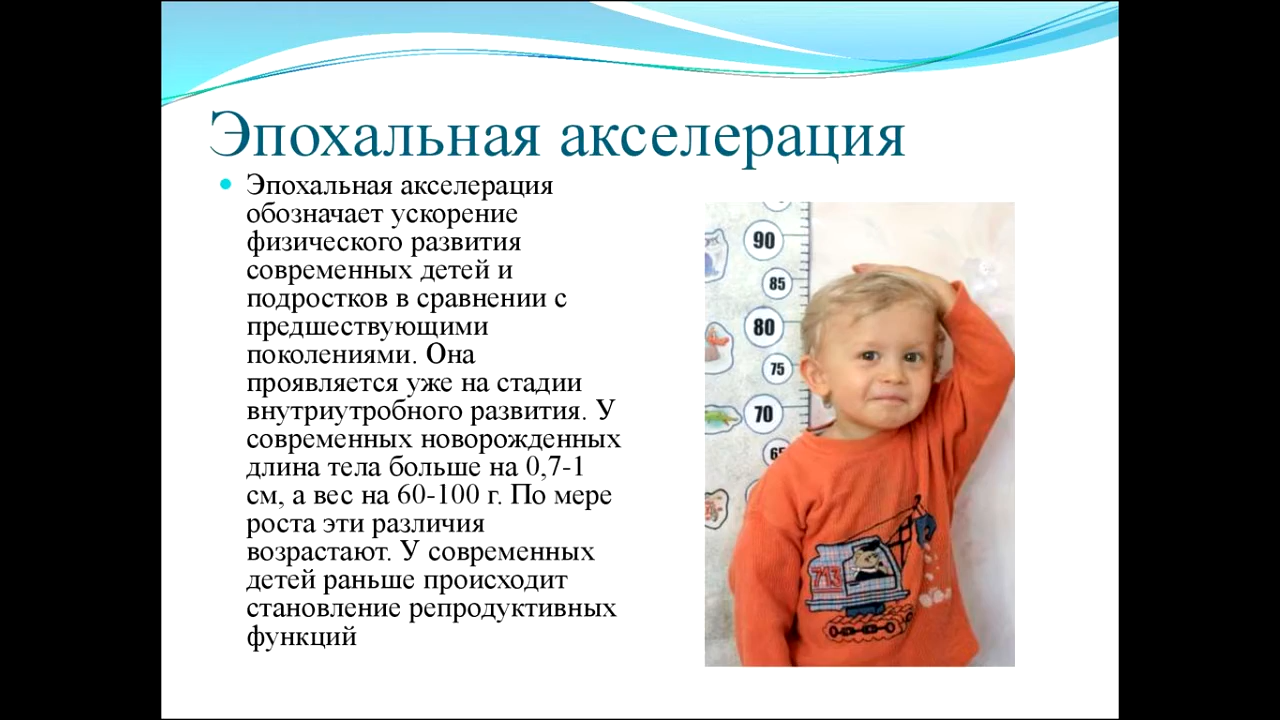 Эпохальная акселерация
Эпохальная акселерация
обозначает ускорение
физического развития
современных детей и
подростков в сравнении с
предшествующими
поколениями. Она
проявляется уже на стадии
внутриутробного развития. У
современных новорожденных
длина тела больше на 0,7-1
см, а вес на 60-100 г. По мере
роста эти различия
возрастают. У современных
детей раньше происходит
становление репродуктивных
функций
90
85
80
75
70
65
713